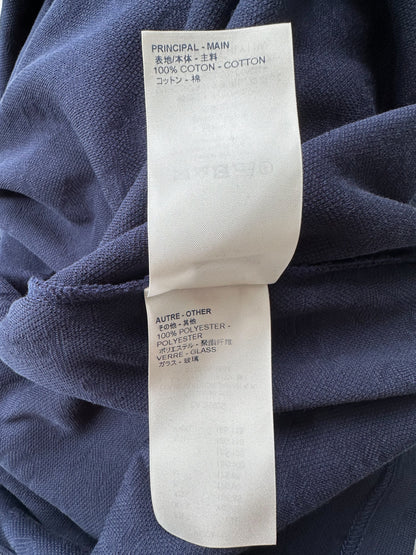 PRINCIPAL - MAIN
表地/本体 - 主料
100% COTON - COTTON
コットン - 棉
AUTRE - OTHER
その他 - 其他
100% POLYESTER -
POLYESTER
ポリエステル - 聚酯纤维
VERRE - GLASS
ガラス - 玻璃